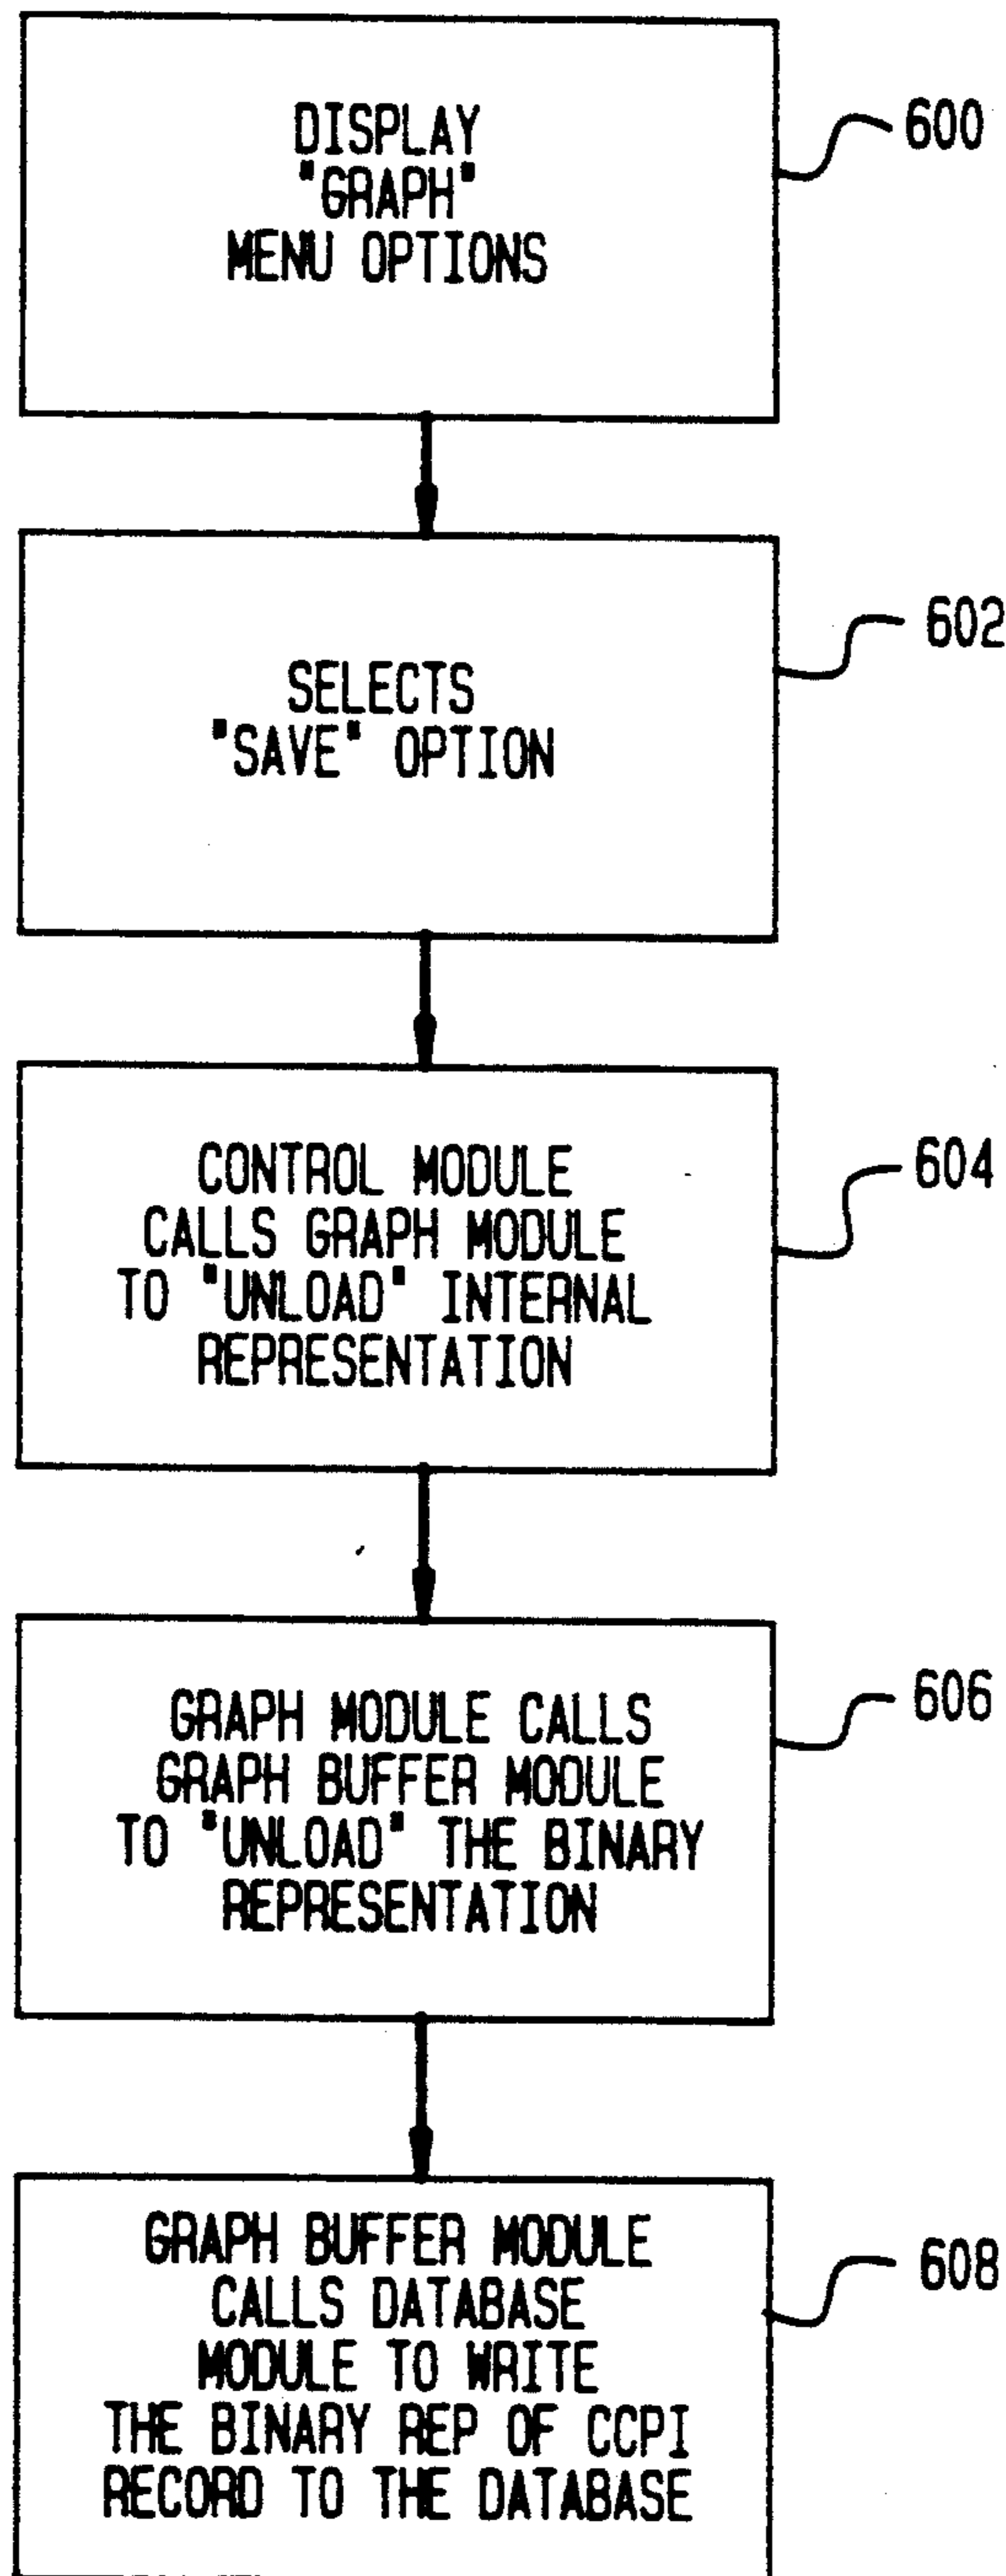 DISPLAY
"GRAPH"
MENU OPTIONS
600
SELECTS
"SAVE" OPTION
602
CONTROL MODULE
CALLS GRAPH MODULE
TO "UNLOAD" INTERNAL
REPRESENTATION
604
GRAPH MODULE CALLS
GRAPH BUFFER MODULE
TO "UNLOAD" THE BINARY
REPRESENTATION
606
GRAPH BUFFER MODULE
CALLS DATABASE
MODULE TO WRITE
THE BINARY REP OF CCPI
RECORD TO THE DATABASE
608